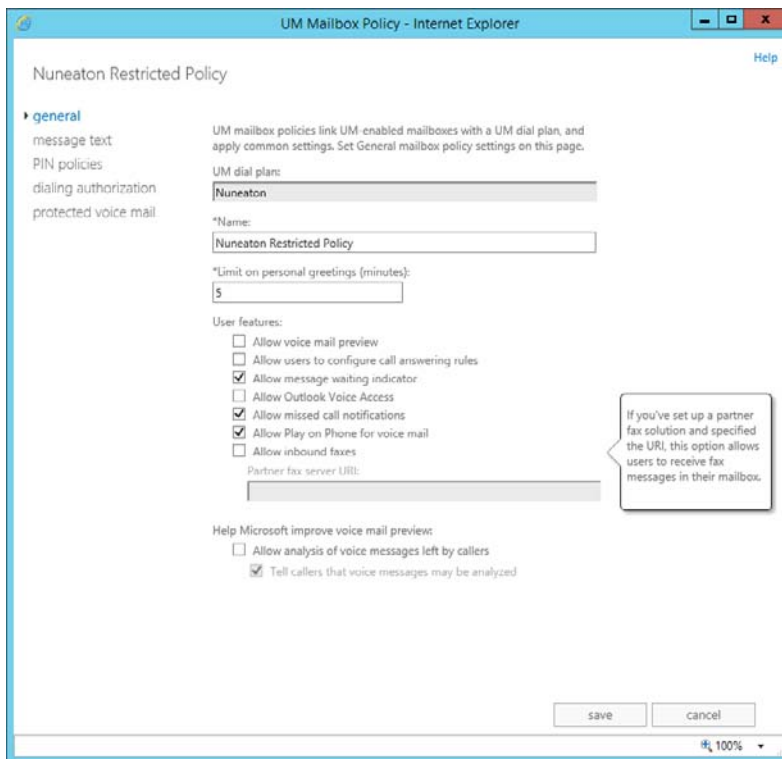 UM Mailbox Policy - Internet Explorer
Help
Nuneaton Restricted Policy
general
message text
PIN policies
dialing authorization
protected voice mail
UM mailbox policies link UM-enabled mailboxes with a UM dial plan, and
apply common settings. Set General mailbox policy settings on this page.
UM dial plan:
Nuneaton
*Name:
Nuneaton Restricted Policy
*Limit on personal greetings (minutes):
5
User features:
Allow voice mail preview
Allow users to configure call answering rules
Allow message waiting indicator
Allow Outlook Voice Access
Allow missed call notifications
Allow Play on Phone for voice mail
Allow inbound faxes
Partner fax server URI:
If you've set up a partner
fax solution and specified
the URI, this option allows
users to receive fax
messages in their mailbox.
Help Microsoft improve voice mail preview:
Allow analysis of voice messages left by callers
Tell callers that voice messages may be analyzed
save
cancel
100%